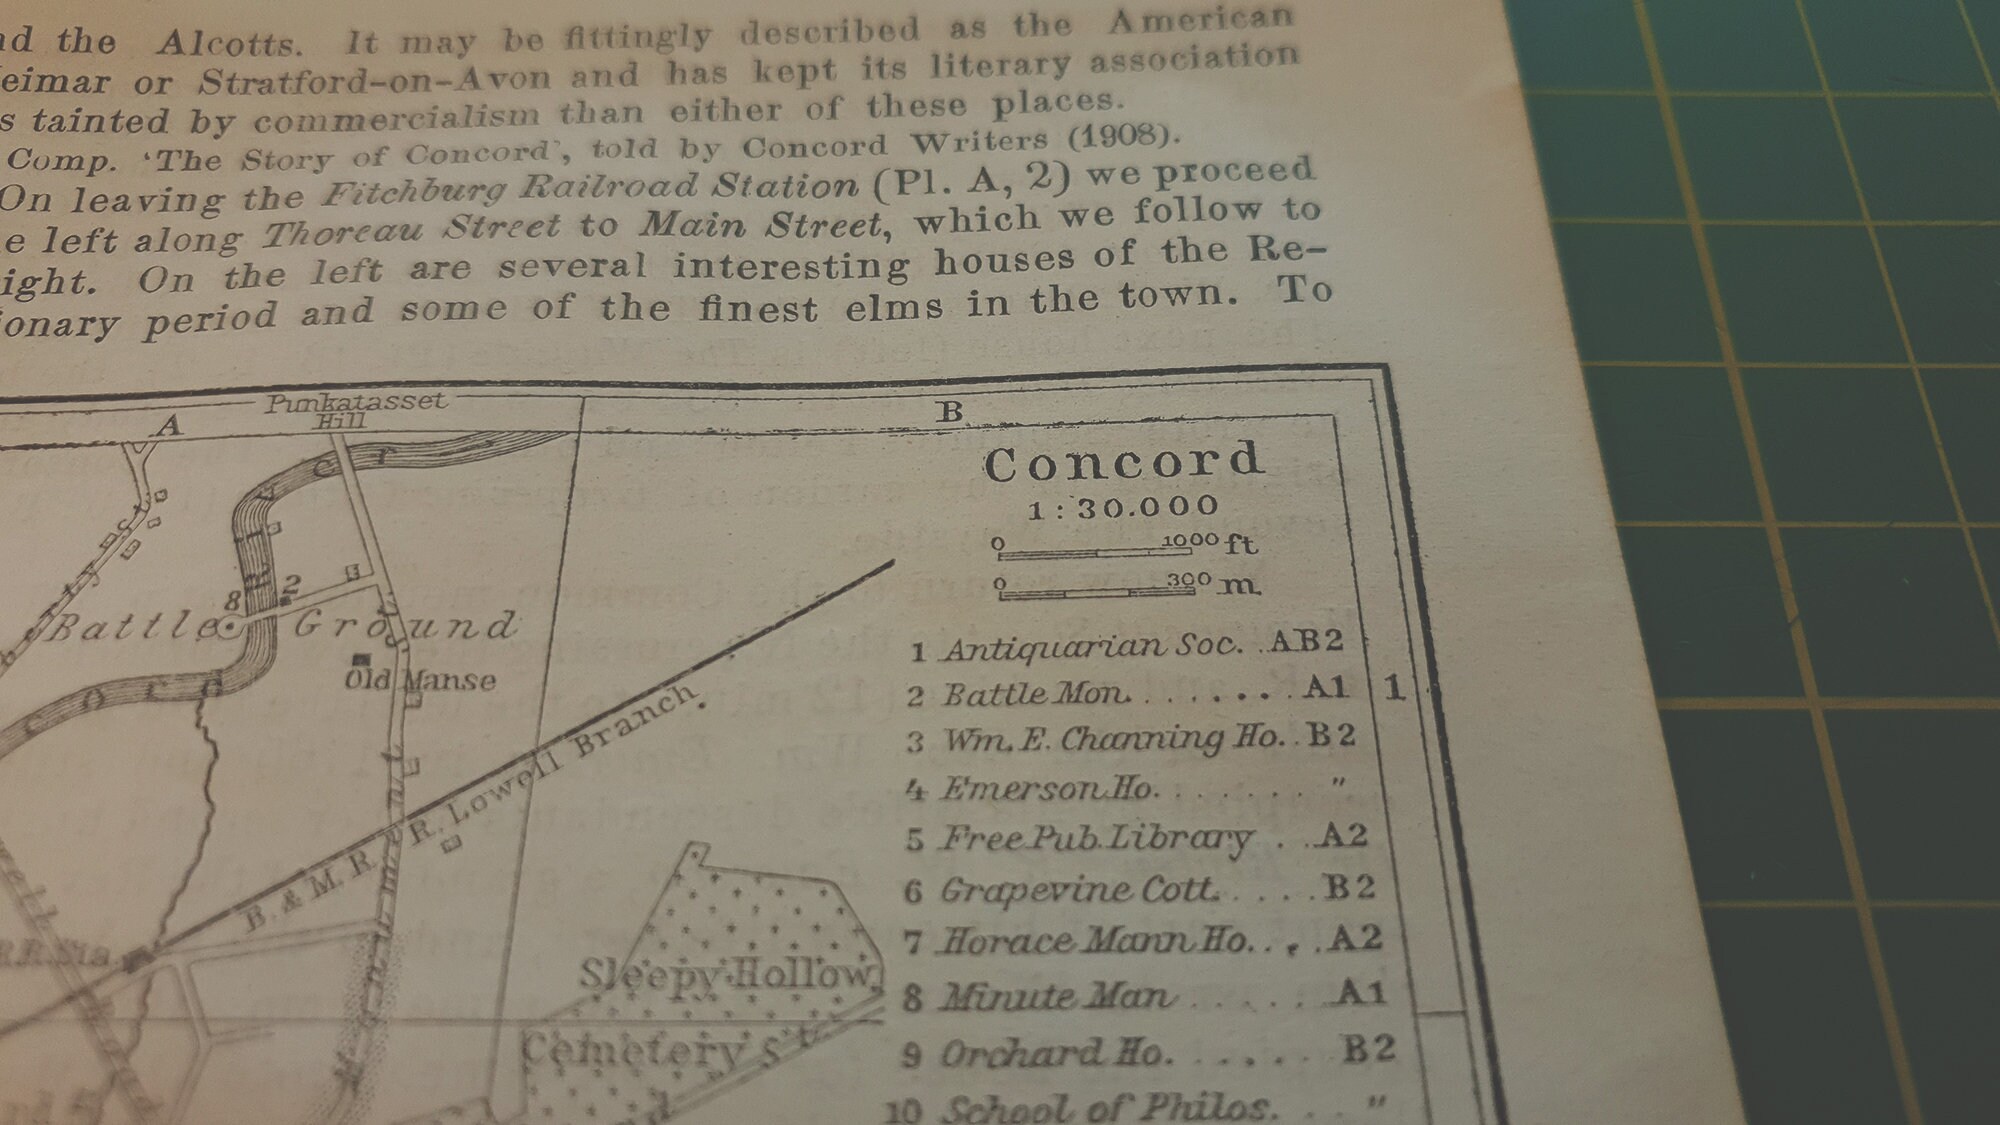 the Alcotts. It may be fittingly described as the American
or Stratford-on-Avon and has kept its literary association
tainted by commercialism than either of these places.
Comp. 'The Story of Concord', told by Concord Writers (1908).
On leaving the Fitchburg Railroad Station (Pl. A, 2) we proceed
left along Thoreau Street to Main Street, which we follow to
On the left are several interesting houses of the Re-
period and some of the finest elms in the town. To
Punkatasset
Hill
A
B
Concord
1:30.000
0 1000 ft
0 300 m.
8
2
Battle Ground
Old Manse
1
B. & M. R. R. Lowell Branch.
Sleepy Hollow
Cemetery
1 Antiquarian Soc. . AB2
2 Battle Mon. . . . . . . A1
3 Wm. E. Channing Ho. . B2
4 Emerson Ho. . . . . . . "
5 Free Pub. Library . . A2
6 Grapevine Cott. . . . . B2
7 Horace Mann Ho. . . . A2
8 Minute Man . . . . . A1
9 Orchard Ho. . . . . . B2
10 School of Philos. . . "